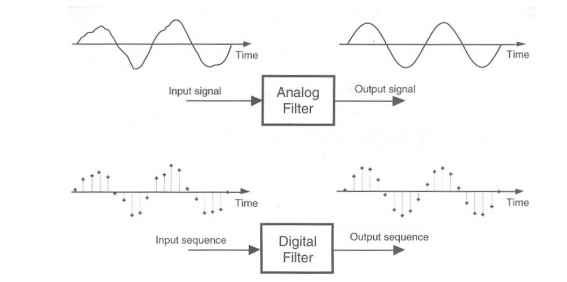 Time
Time
Input signal
Analog
Filter
Output signal
Time
Time
Input sequence
Digital
Filter
Output sequence